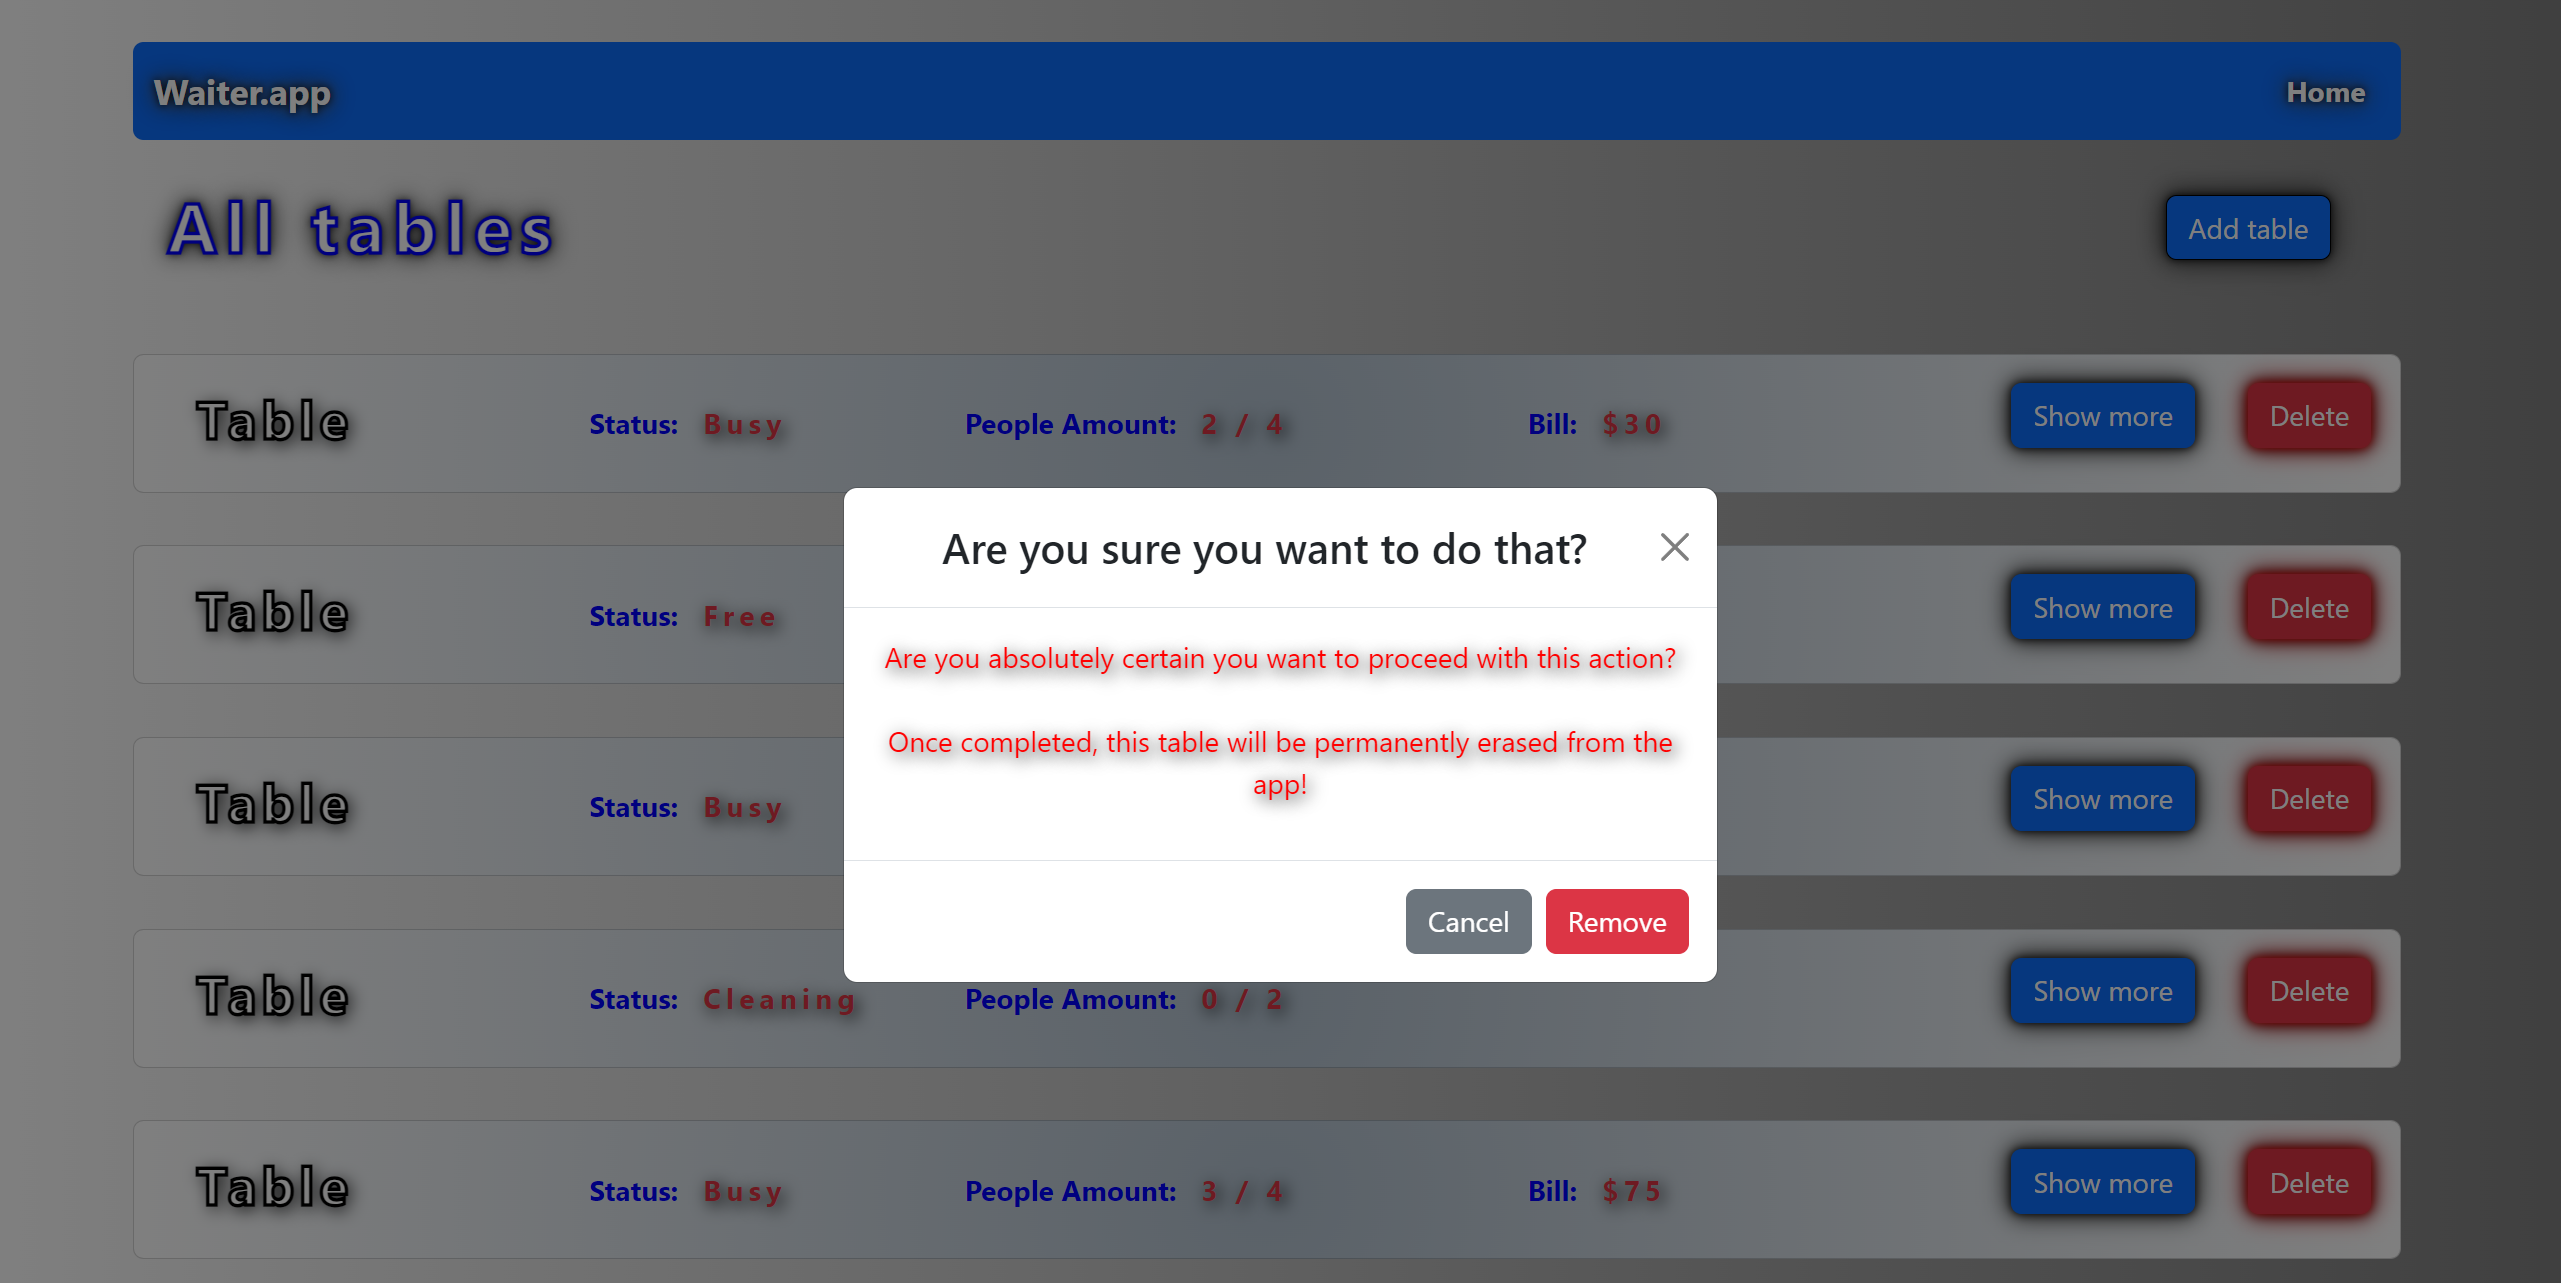 Waiter.app Home
All tables Add table
Table Status: Busy People Amount: 2 / 4 Bill: $30 Show more Delete
Are you sure you want to do that?
Table Status: Free Show more Delete
Are you absolutely certain you want to proceed with this action?
Once completed, this table will be permanently erased from the
app!
Table Status: Busy Show more Delete
Cancel Remove
Table Status: Cleaning People Amount: 0 / 2 Show more Delete
Table Status: Busy People Amount: 3 / 4 Bill: $75 Show more Delete